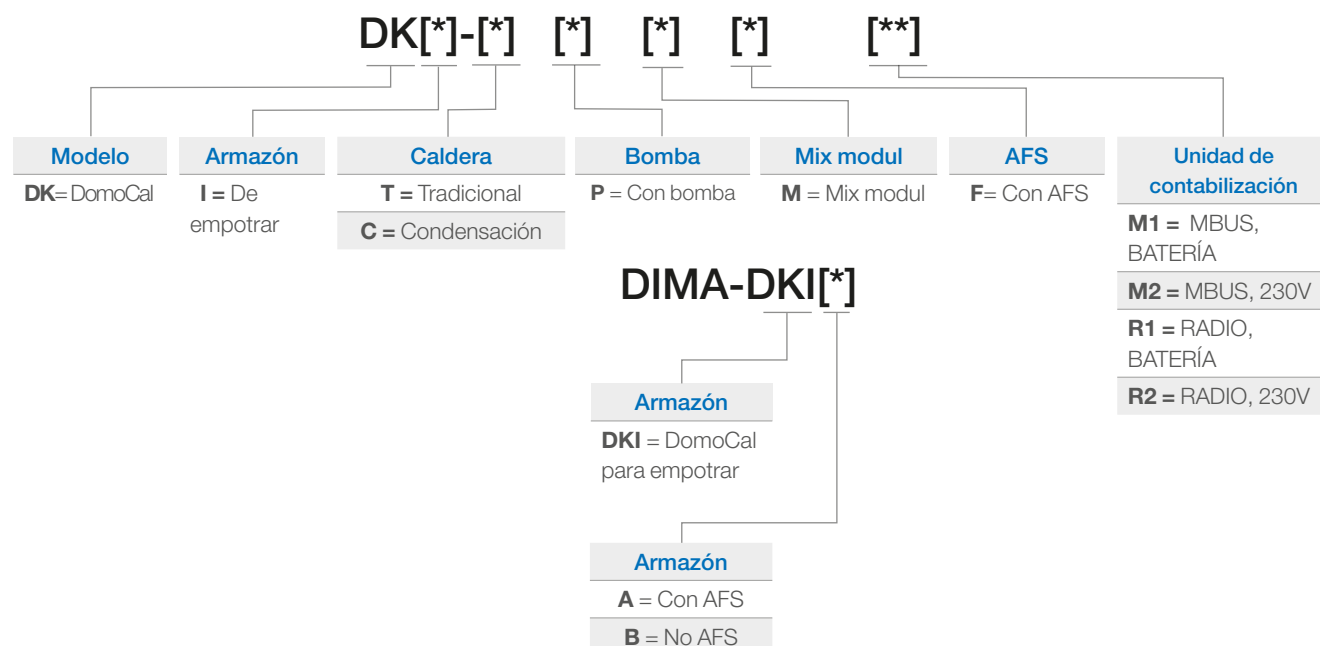 DK[*]-[*] [*] [*] [*] [**]
Modelo
DK= DomoCal
Armazón
I = De
empotrar
Caldera
T = Tradicional
C = Condensación
Bomba
P = Con bomba
Mix modul
M = Mix modul
AFS
F= Con AFS
Unidad de
contabilización
M1 = MBUS,
BATERÍA
M2 = MBUS, 230V
R1 = RADIO,
BATERÍA
R2 = RADIO, 230V
DIMA-DKI[*]
Armazón
DKI = DomoCal
para empotrar
Armazón
A = Con AFS
B = No AFS